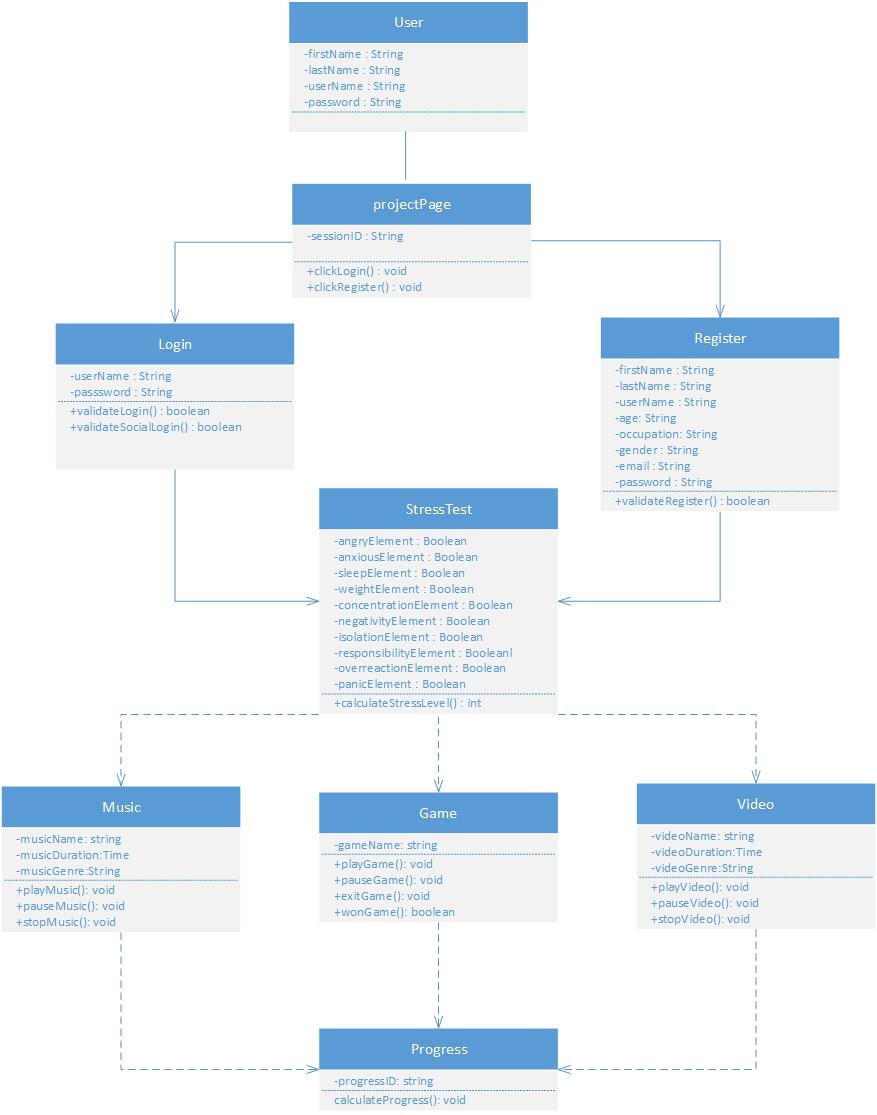 User
-firstName : String
-lastName : String
-userName : String
-password : String
projectPage
-sessionID : String
+clickLogin() : void
+clickRegister() : void
Login
-userName : String
-passsword : String
+validateLogin() : boolean
+validateSocialLogin() : boolean
Register
-firstName : String
-lastName : String
-userName : String
-age: String
-occupation: String
-gender : String
-email : String
-password : String
+validateRegister() : boolean
StressTest
-angryElement : Boolean
-anxiousElement : Boolean
-sleepElement : Boolean
-weightElement : Boolean
-concentrationElement : Boolean
-negativityElement : Boolean
-isolationElement : Boolean
-responsibilityElement : Booleanl
-overreactionElement : Boolean
-panicElement : Boolean
+calculateStressLevel() : int
Music
-musicName: string
-musicDuration:Time
-musicGenre:String
+playMusic(): void
+pauseMusic(): void
+stopMusic(): void
Game
-gameName: string
+playGame(): void
+pauseGame(): void
+exitGame(): void
+wonGame(): boolean
Video
-videoName: string
-videoDuration:Time
-videoGenre:String
+playVideo(): void
+pauseVideo(): void
+stopVideo(): void
Progress
-progressID: string
calculateProgress(): void